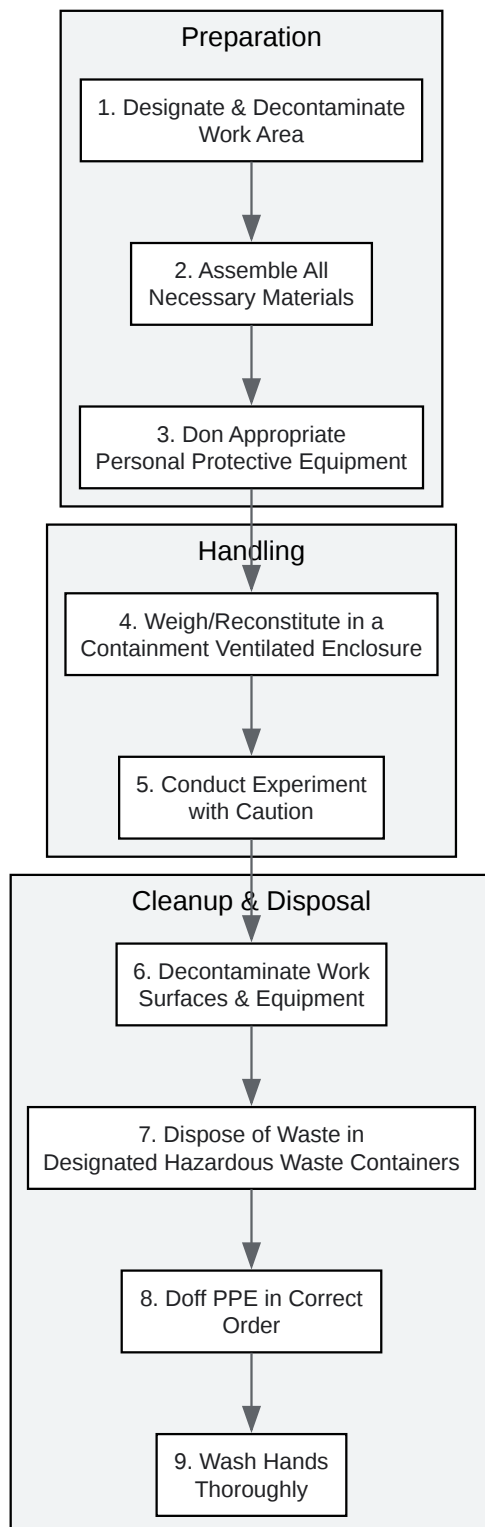 Preparation
1. Designate & Decontaminate
Work Area
2. Assemble All
Necessary Materials
3. Don Appropriate
Personal Protective Equipment
Handling
4. Weigh/Reconstitute in a
Containment Ventilated Enclosure
5. Conduct Experiment
with Caution
Cleanup & Disposal
6. Decontaminate Work
Surfaces & Equipment
7. Dispose of Waste in
Designated Hazardous Waste Containers
8. Doff PPE in Correct
Order
9. Wash Hands
Thoroughly